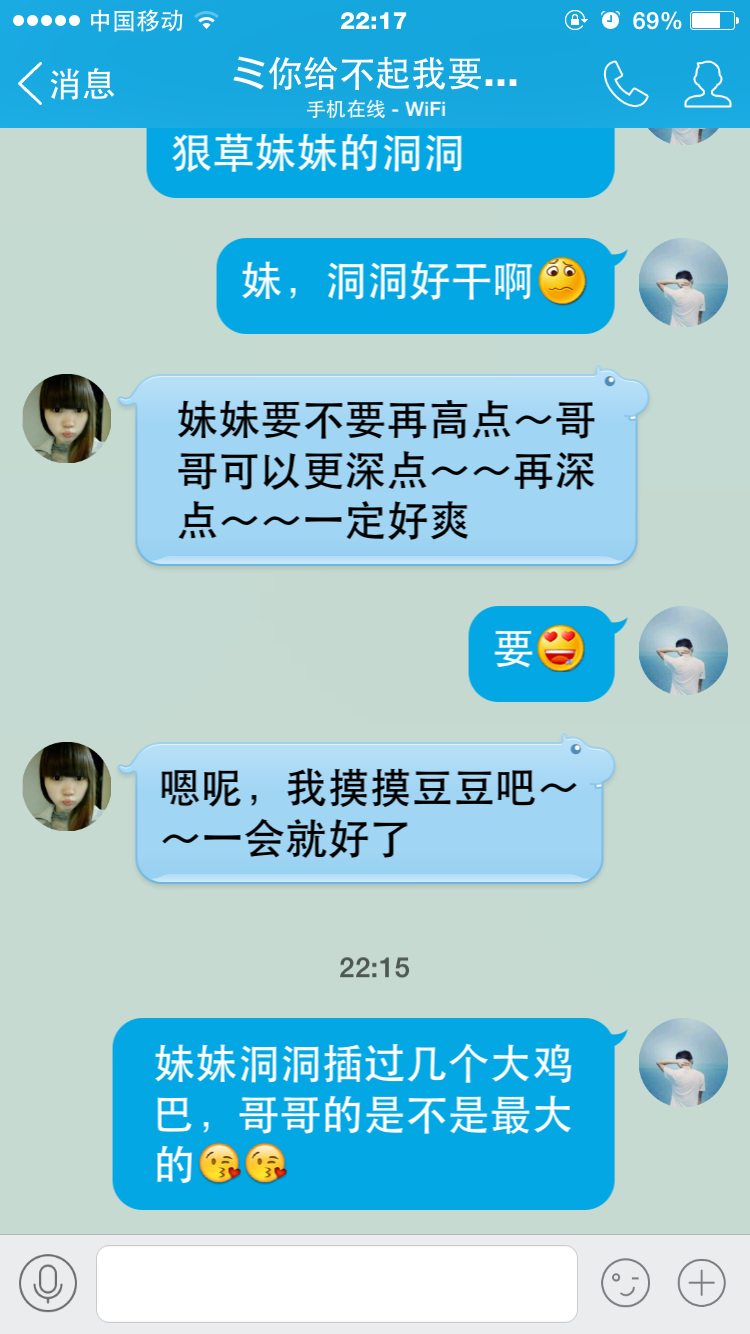 中国移动 22:17 69%
消息
ミ你给不起我要...
手机在线 - WiFi
狠草妹妹的洞洞
妹，洞洞好干啊
妹妹要不要再高点～哥
哥可以更深点～～再深
点～～一定好爽
要
嗯呢，我摸摸豆豆吧～
～一会就好了
22:15
妹妹洞洞插过几个大鸡
巴，哥哥的是不是最大
的